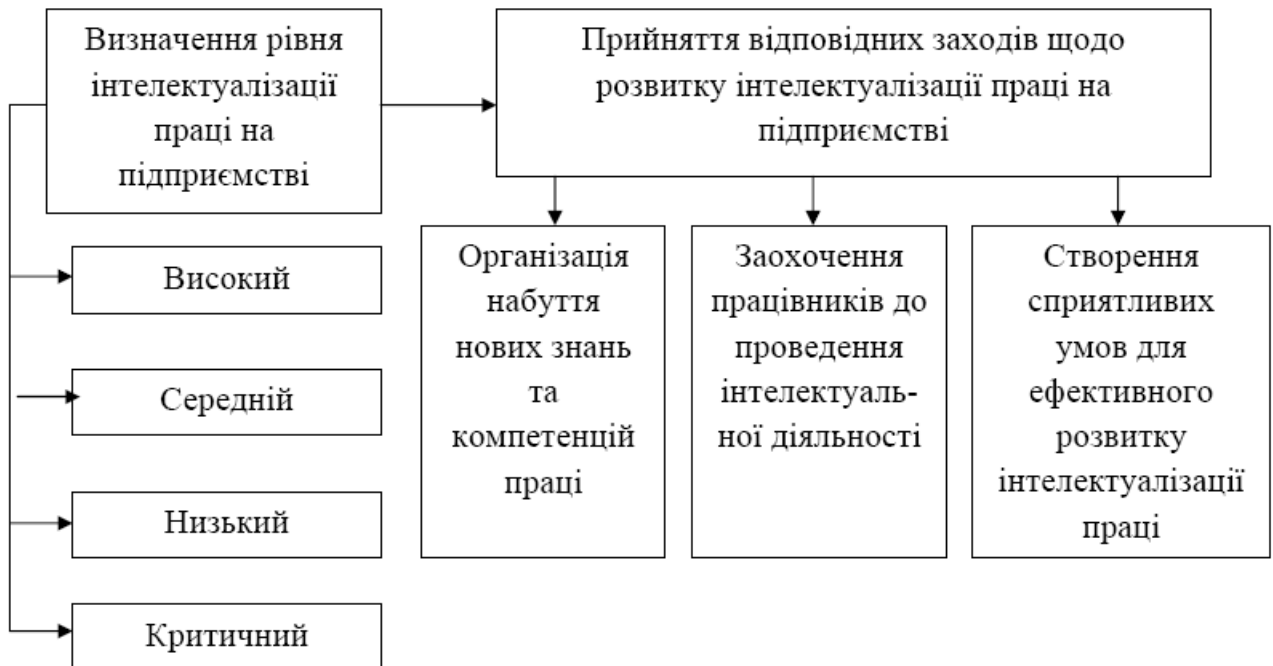 Визначення рівня
інтелектуалізації
праці на
підприємстві
Прийняття відповідних заходів щодо
розвитку інтелектуалізації праці на
підприємстві
Високий
Середній
Низький
Критичний
Організація
набуття
нових знань
та
компетенцій
праці
Заохочення
працівників до
проведення
інтелектуаль-
ної діяльності
Створення
сприятливих
умов для
ефективного
розвитку
інтелектуалізації
праці